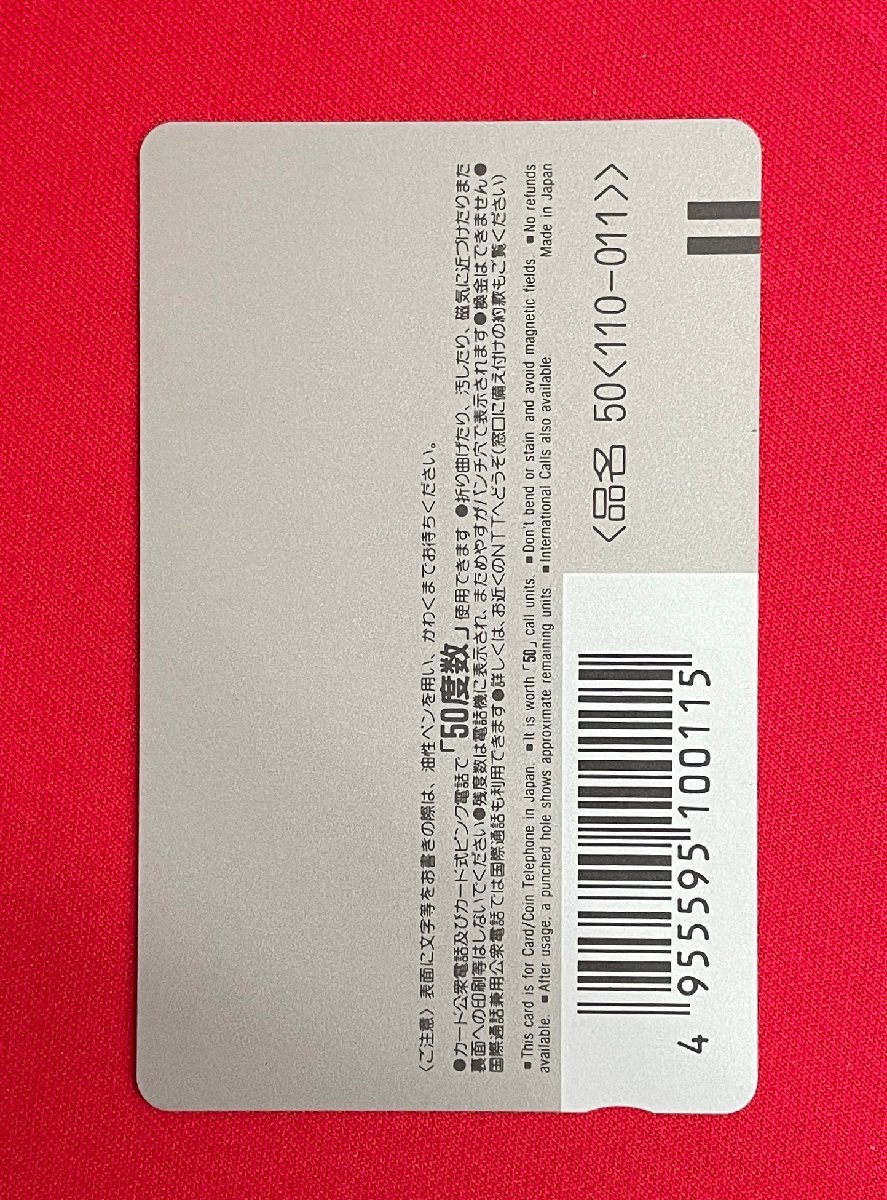 〈ご注意〉表面に文字等をお書きの際は、油性ペンを用い、かわくまでお待ちください。
●カード公衆電話及びカード式ピンク電話で「50度数」使用できます ●折り曲げたり、汚したり、磁気に近づけたりまた
裏面への印刷等はしないでください●残度数は電話機に表示され、まためやすがパンチ穴で表示されます●換金はできません●
国際通話兼用公衆電話では国際通話も利用できます●詳しくは、お近くのNTTへどうぞ(窓口に備え付けの約款もご覧ください)
■This card is for Card/Coin Telephone in Japan. ■It is worth「50」call units. ■Don't bend or stain, and avoid magnetic fields. ■No refunds
available. ■After usage, a punched hole shows approximate remaining units ■International Calls also available Made in Japan
<品名 50<110-011>>
4 955595 100115